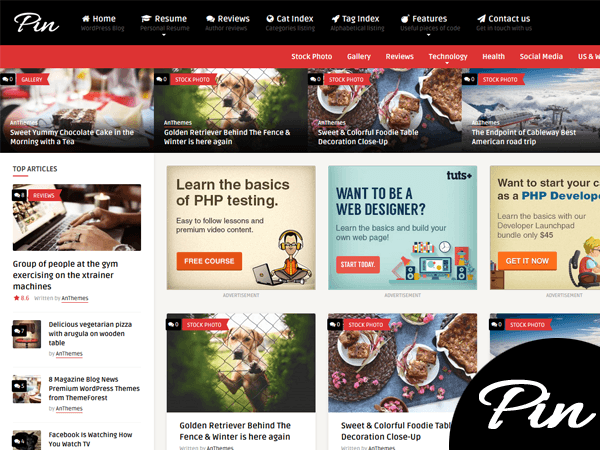 Pin
Home
WordPress Blog
Resume
Personal Resume
Reviews
Author reviews
Cat Index
Categories listing
Tag Index
Alphabetical listing
Features
Useful pieces of code
Contact us
Get in touch with us
Stock Photo Gallery Reviews Technology Health Social Media US & W
0 GALLERY
AnThemes
Sweet Yummy Chocolate Cake in the
Morning with a Tea
0 STOCK PHOTO
AnThemes
Golden Retriever Behind The Fence &
Winter is here again
0 STOCK PHOTO
AnThemes
Sweet & Colorful Foodie Table
Decoration Close-Up
0 STOCK PHOTO
AnThemes
The Endpoint of Cableway Best
American road trip
TOP ARTICLES
8 REVIEWS
Group of people at the gym
exercising on the xtrainer
machines
8.6 Written by AnThemes
7
Delicious vegetarian pizza
with arugula on wooden
table
by AnThemes
5
8 Magazine Blog News
Premium WordPress Themes
from ThemeForest
by AnThemes
4
Facebook Is Watching How
You Watch TV
Learn the basics
of PHP testing.
Easy to follow lessons and
premium video content.
FREE COURSE
ADVERTISEMENT
tuts+
WANT TO BE A
WEB DESIGNER?
Learn the basics and build your
own web page!
START TODAY.
ADVERTISEMENT
Want to start your ca
as a PHP Develope
Learn the basics with our
Developer Launchpad
bundle only $45
GET IT NOW
ADVERTISEMENT
0 STOCK PHOTO
Golden Retriever Behind The
Fence & Winter is here again
Written by AnThemes
0 STOCK PHOTO
Sweet & Colorful Foodie Table
Decoration Close-Up
Written by AnThemes
0 STOCK PHOTO
Pin